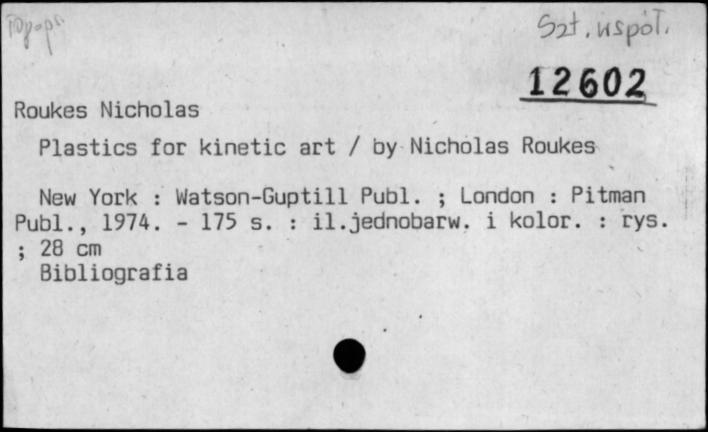 Szt. współ.
12602
Roukes Nicholas
Plastics for kinetic art / by Nicholas Roukes
New York : Watson-Guptill Publ. ; London : Pitman
Publ., 1974. - 175 s. : il.jednobarw. i kolor. : rys.
; 28 cm
Bibliografia